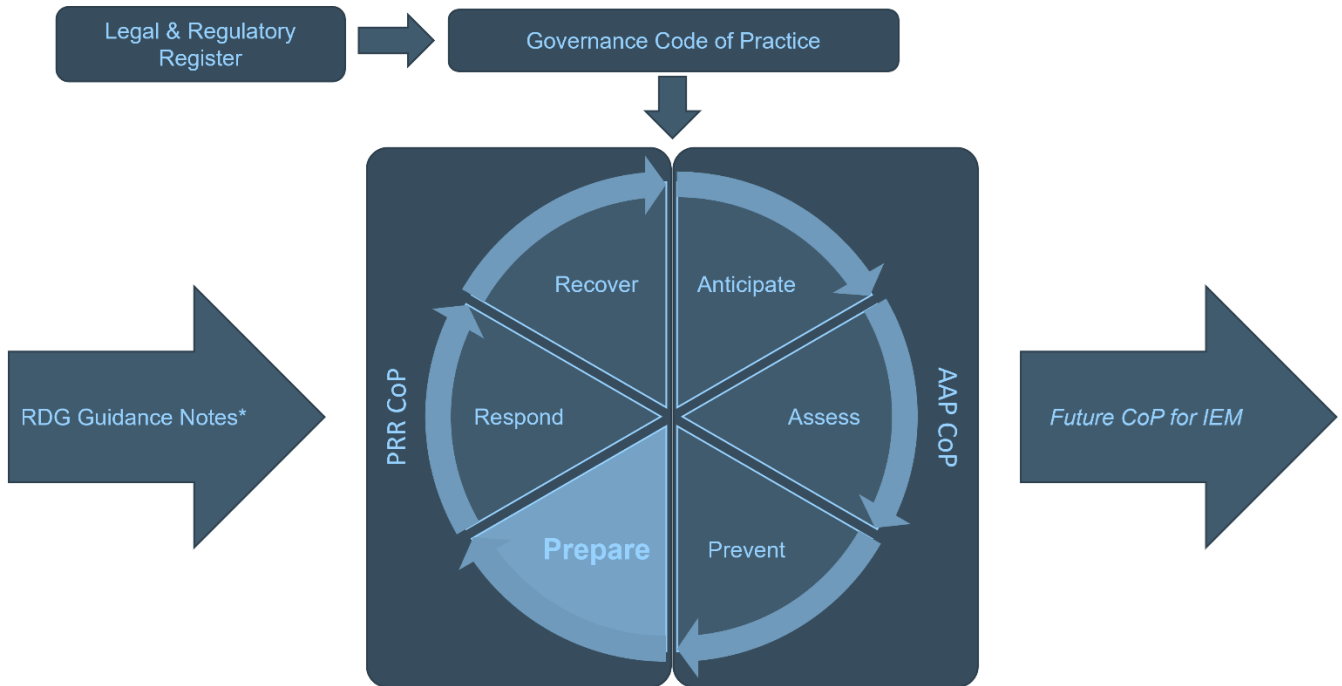 Legal & Regulatory
Register
Governance Code of Practice
Recover
Anticipate
RDG Guidance Notes*
PRR CoP
Respond
Assess
AAP CoP
Future CoP for IEM
Prepare
Prevent